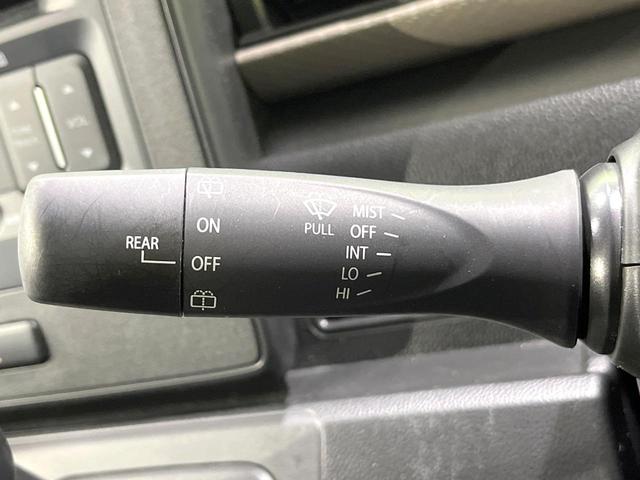 REAR
ON
OFF
PULL
MIST
OFF
INT
LO
HI
VOL